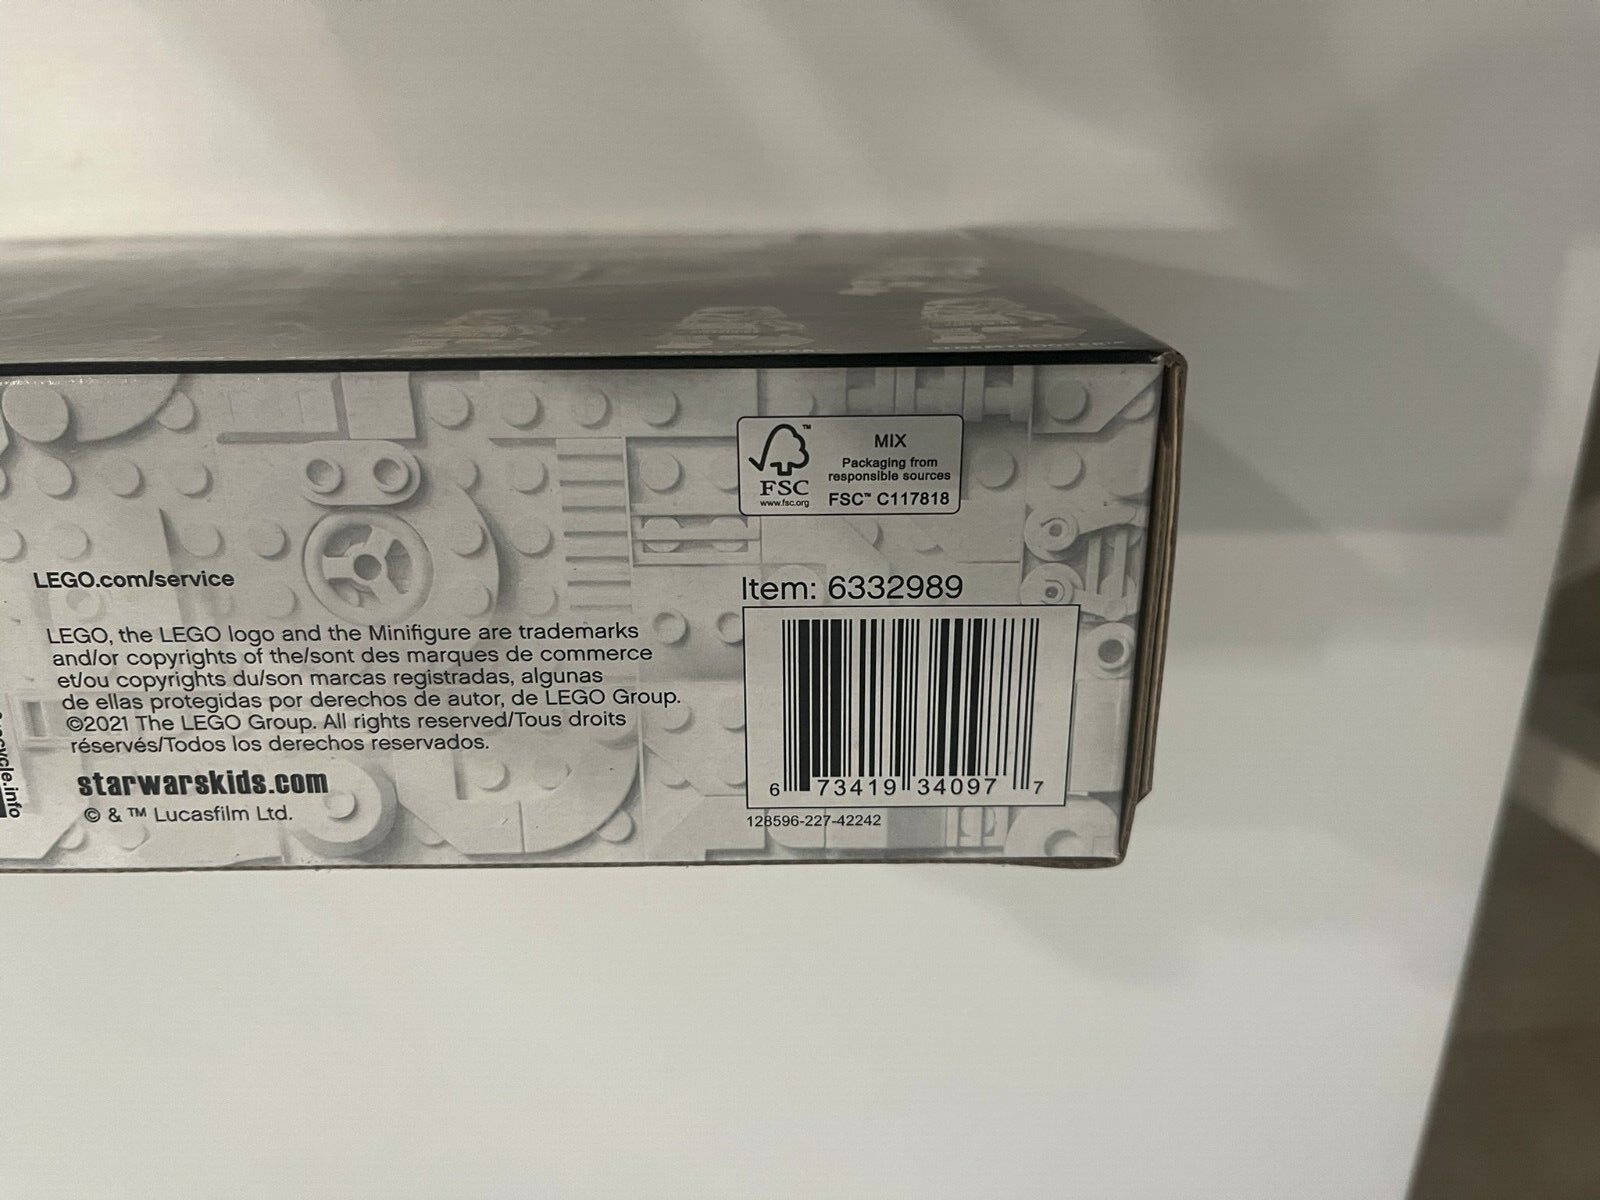 STORMTROOPER™
™
FSC
www.fsc.org
MIX
Packaging from
responsible sources
FSC™ C117818
LEGO.com/service
LEGO, the LEGO logo and the Minifigure are trademarks
and/or copyrights of the/sont des marques de commerce
et/ou copyrights du/son marcas registradas, algunas
de ellas protegidas por derechos de autor, de LEGO Group.
©2021 The LEGO Group. All rights reserved/Tous droits
réservés/Todos los derechos reservados.
starwarskids.com
© & ™ Lucasfilm Ltd.
Item: 6332989
6 73419 34097 7
128596-227-42242